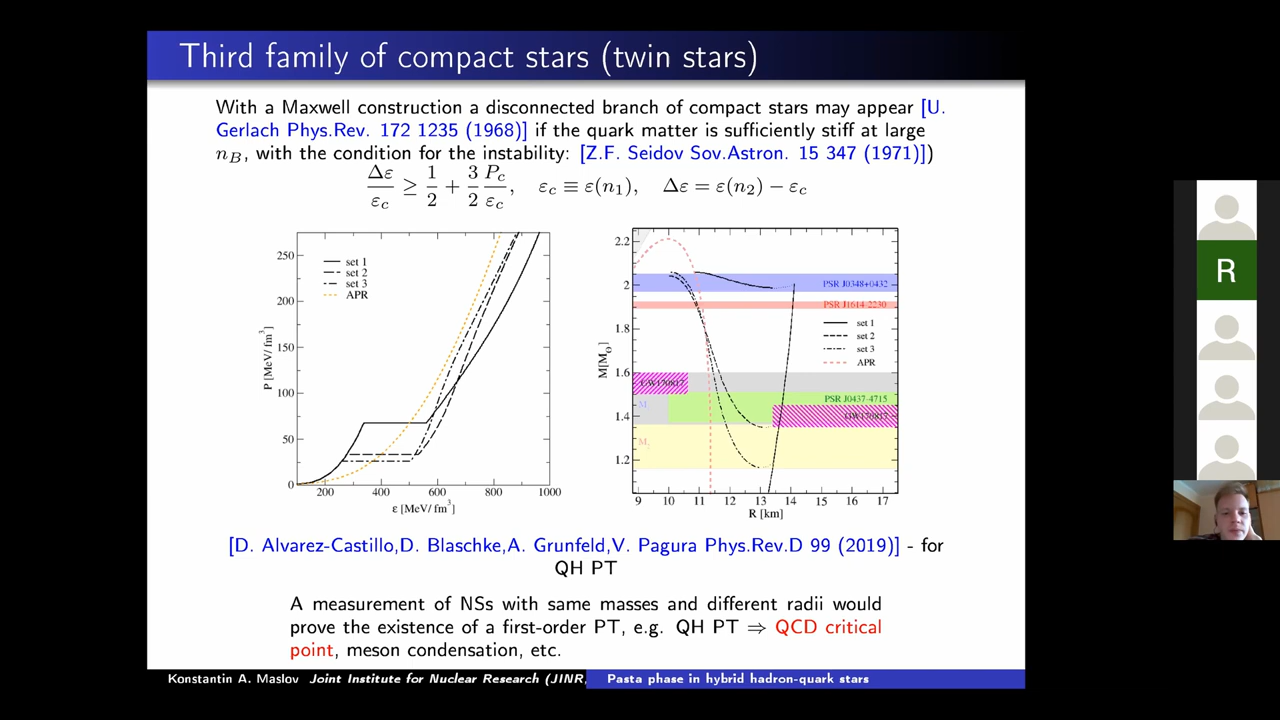 Third family of compact stars (twin stars)
With a Maxwell construction a disconnected branch of compact stars may appear [U.
Gerlach Phys.Rev. 172 1235 (1968)] if the quark matter is sufficiently stiff at large
n_B, with the condition for the instability: [Z.F. Seidov Sov.Astron. 15 347 (1971)])
Δε/ε_c ≥ 1/2 + 3/2 P_c/ε_c, ε_c ≡ ε(n_1), Δε = ε(n_2) − ε_c
250
200
150
100
50
0
P [MeV/fm³]
set 1
set 2
set 3
APR
200 400 600 800 1000
ε [MeV/fm³]
2.2
2
1.8
1.6
1.4
1.2
M[M⊙]
PSR J0348+0432
PSR J1614-2230
set 1
set 2
set 3
APR
GW170817
PSR J0437-4715
GW170817
9 10 11 12 13 14 15 16 17
R [km]
[D. Alvarez-Castillo,D. Blaschke,A. Grunfeld,V. Pagura Phys.Rev.D 99 (2019)] - for
QH PT
A measurement of NSs with same masses and different radii would
prove the existence of a first-order PT, e.g. QH PT ⇒ QCD critical
point, meson condensation, etc.
Konstantin A. Maslov Joint Institute for Nuclear Research (JINR,
Pasta phase in hybrid hadron-quark stars
R